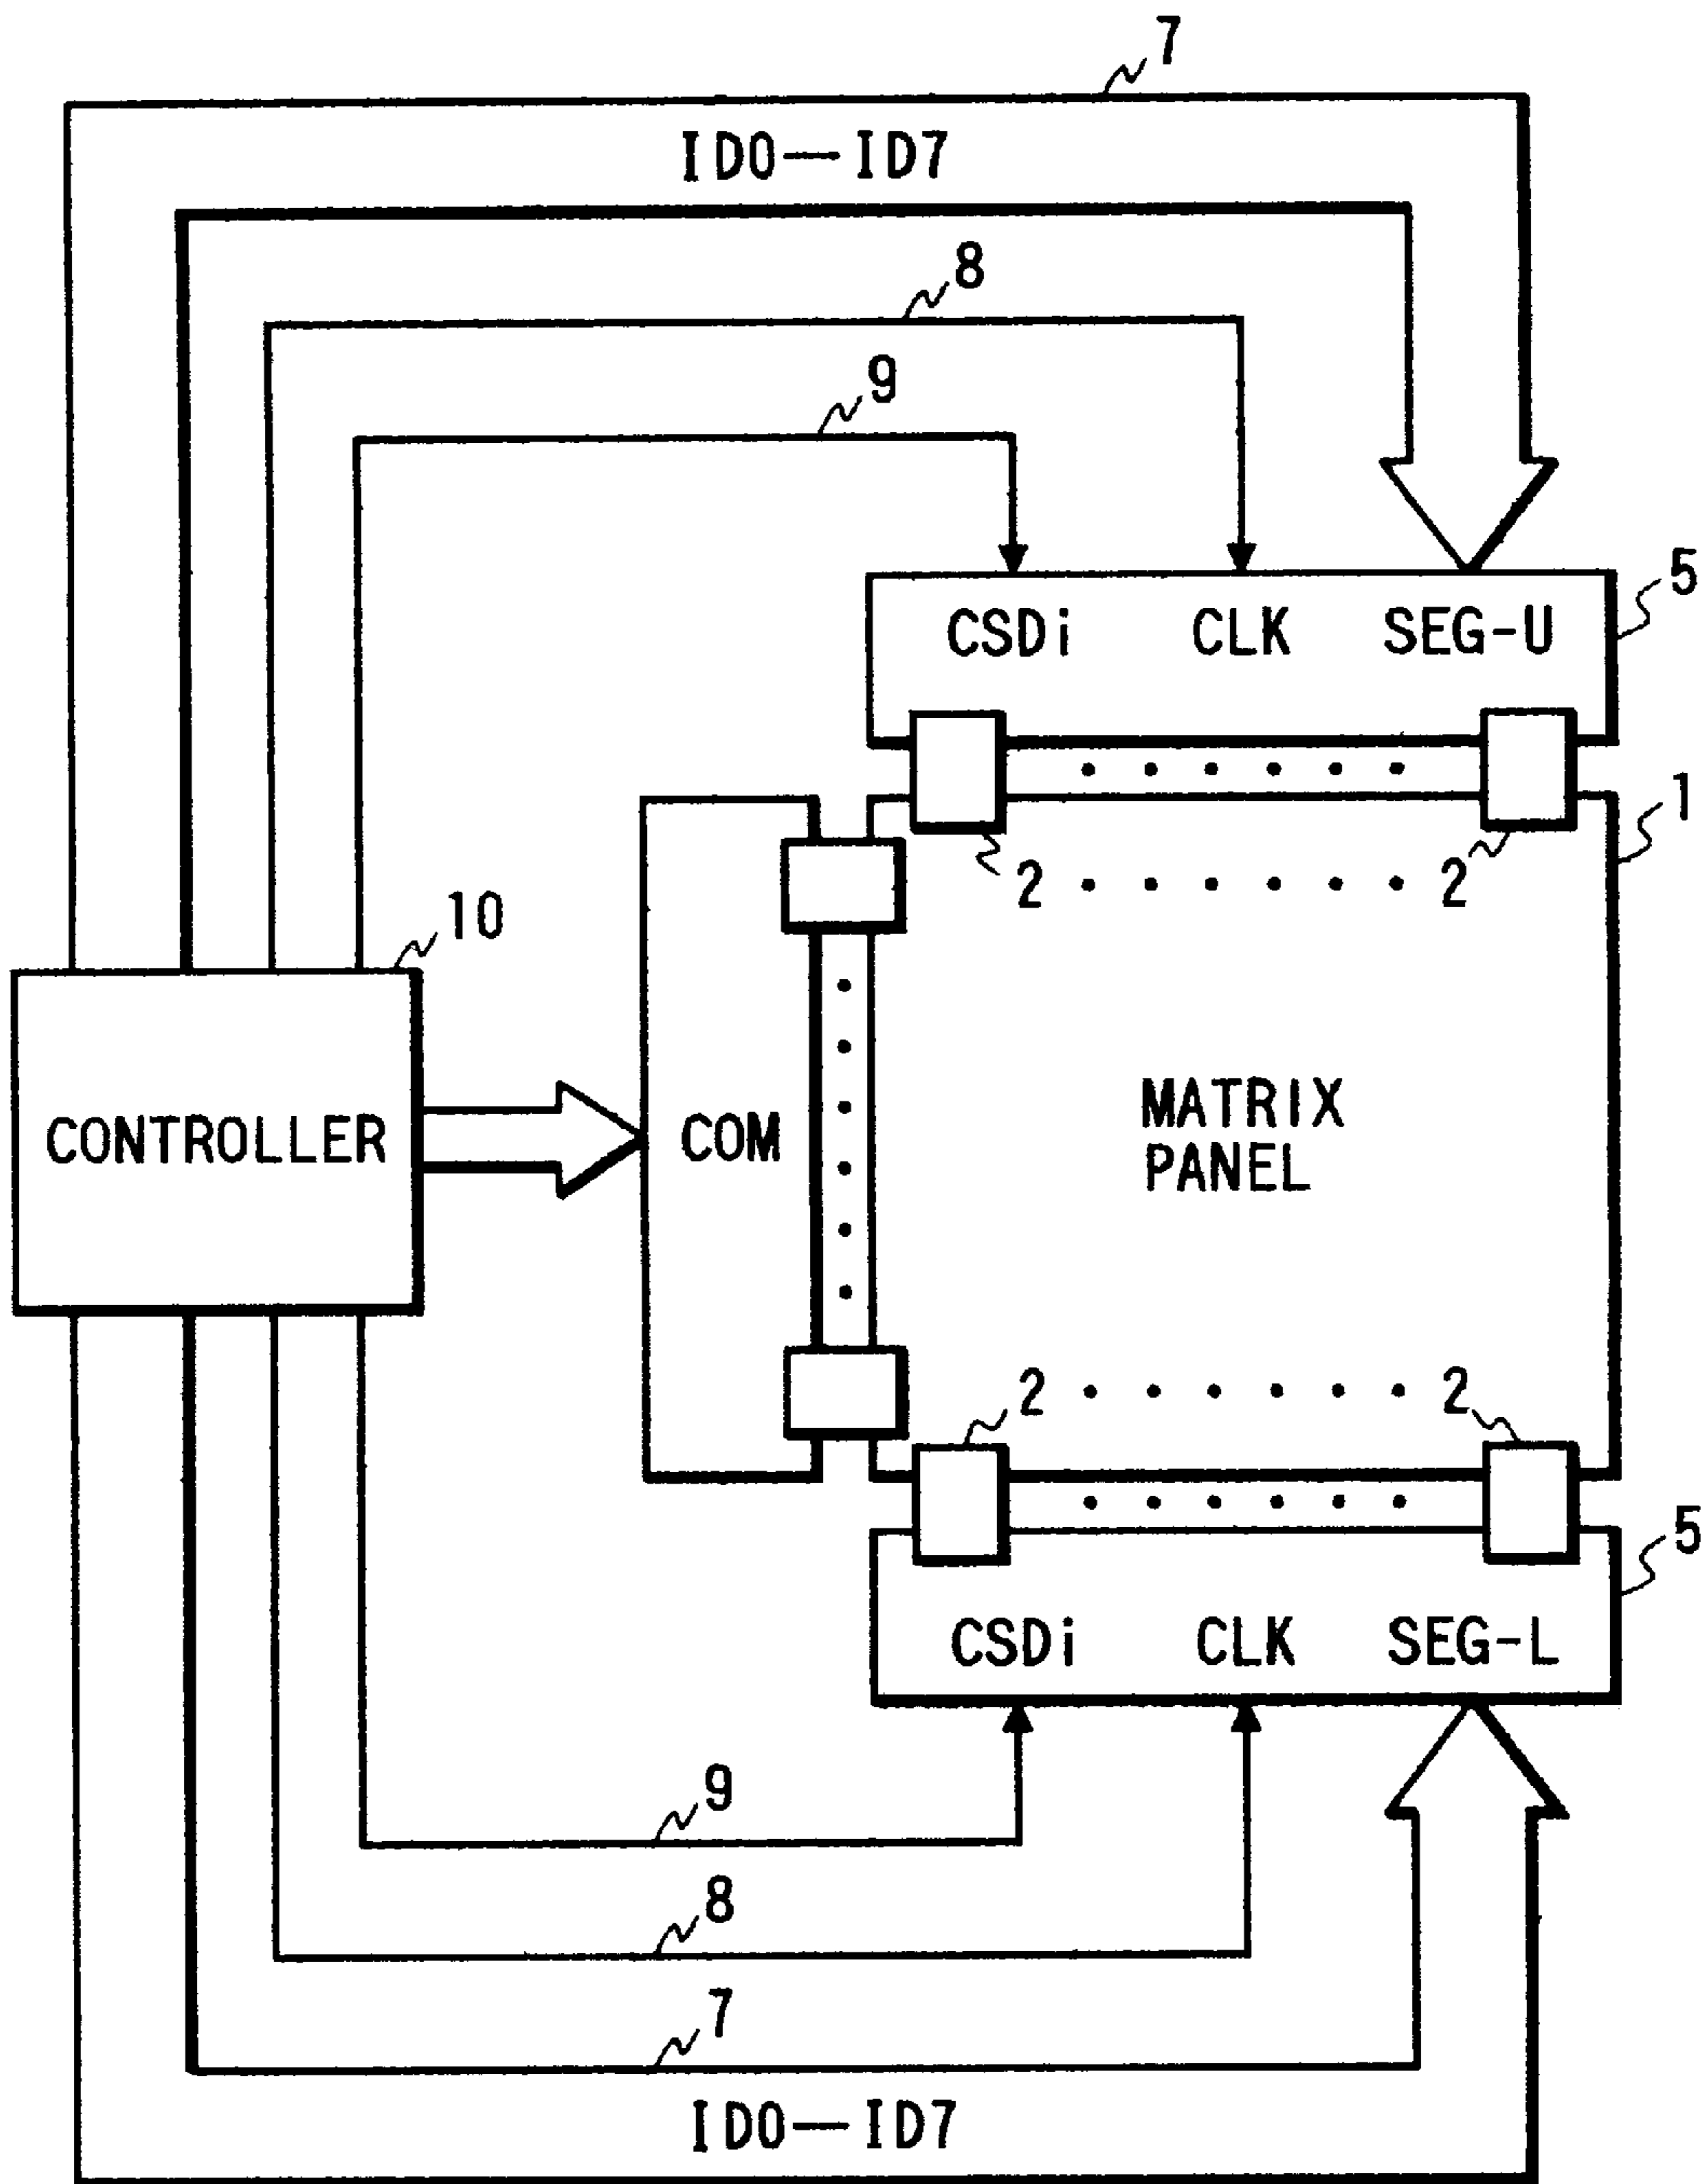 7
ID0—ID7
8
9
5
CSDi CLK SEG-U
1
2 2
10
CONTROLLER
COM
MATRIX
PANEL
2 2
5
CSDi CLK SEG-L
9
8
7
ID0—ID7